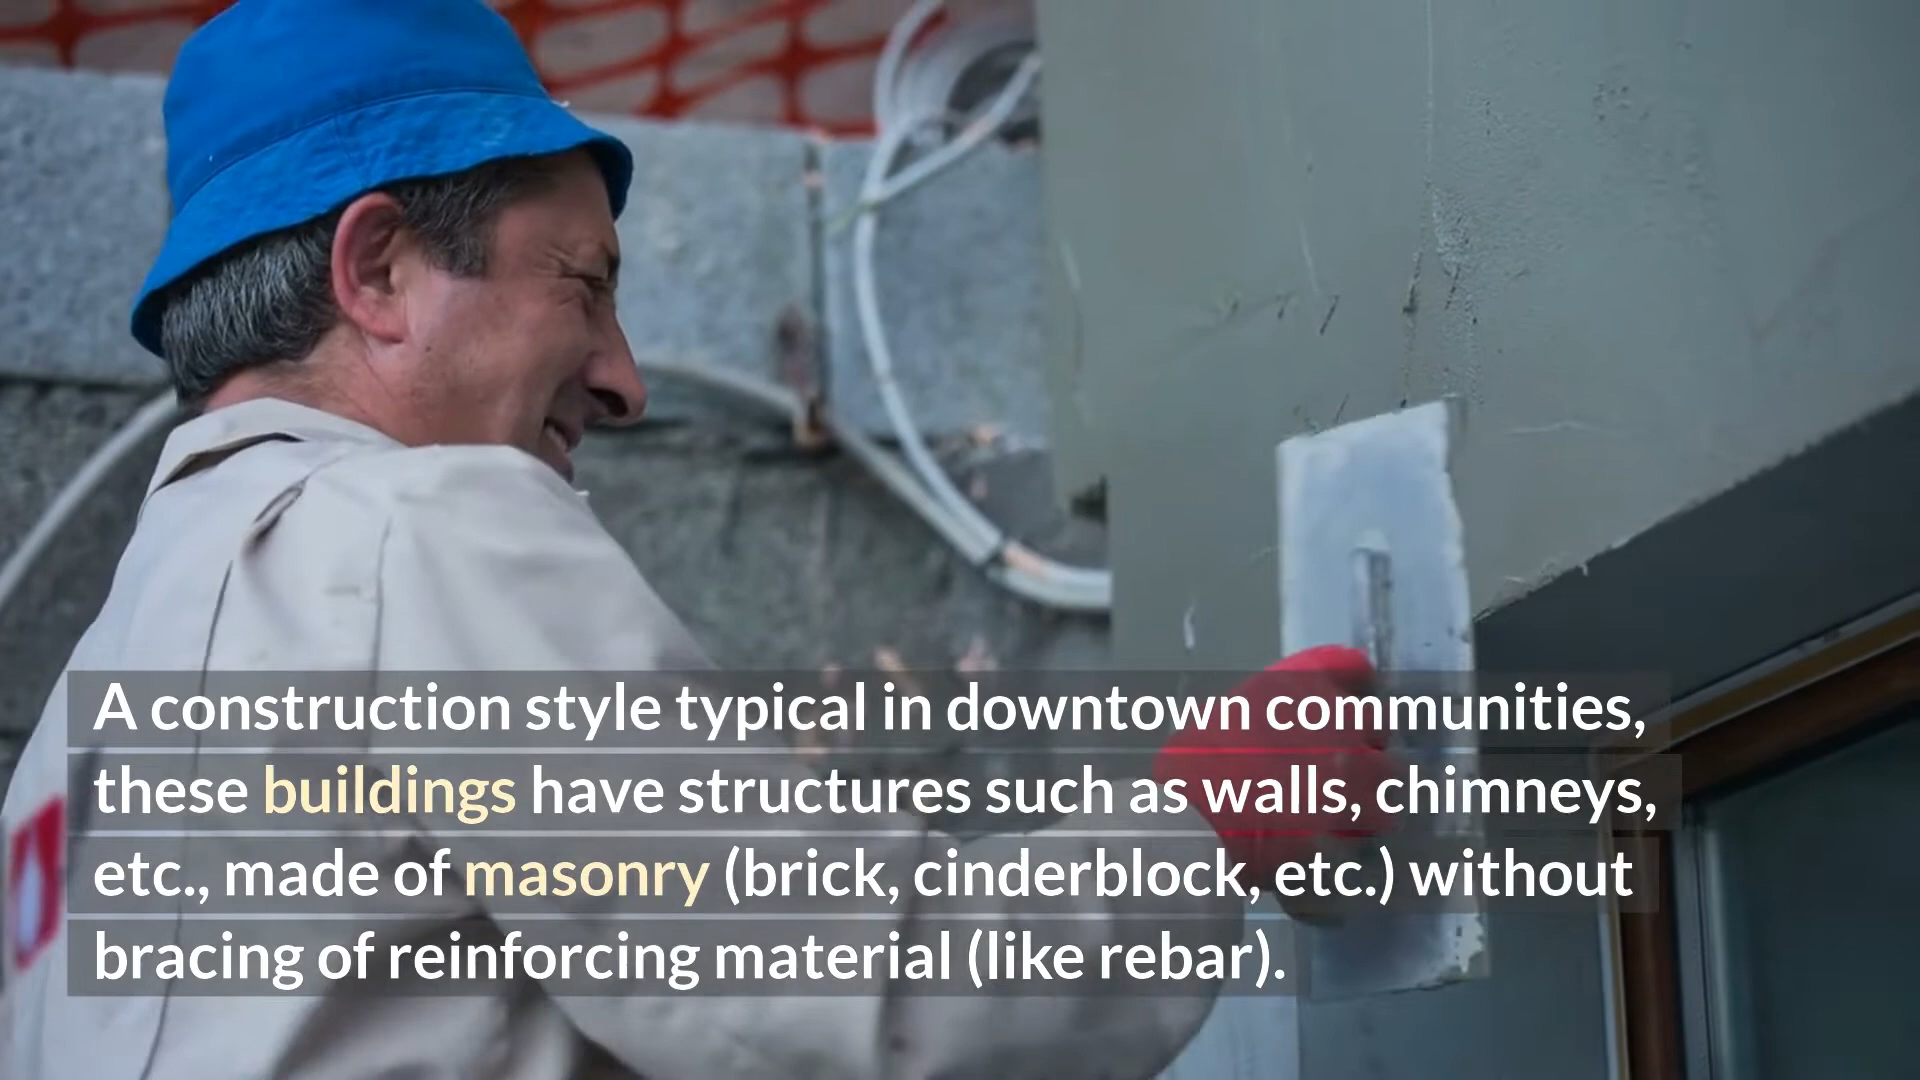 A construction style typical in downtown communities,
these buildings have structures such as walls, chimneys,
etc., made of masonry (brick, cinderblock, etc.) without
bracing of reinforcing material (like rebar).